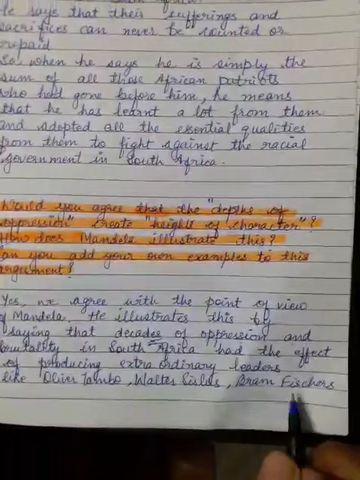 He says that their sufferings and
sacrifices can never be counted or
repaid
So when he says he is simply the
sum of all those African patriots
who had gone before him, he means
that he has learnt a lot from them
and adopted all the essential qualities
from them to fight against the racial
government in South Africa.
Would you agree that the "depths of
oppression" create "heights of character"?
How does Mandela illustrate this?
an you add your own examples to this
argument?
Yes, we agree with the point of view
of Mandela. He illustrates this by
saying that decades of oppression and
brutality in South Africa had the effect
of producing extra ordinary leaders
like Oliver Tambo, Walter Sisulu, Bram Fischers